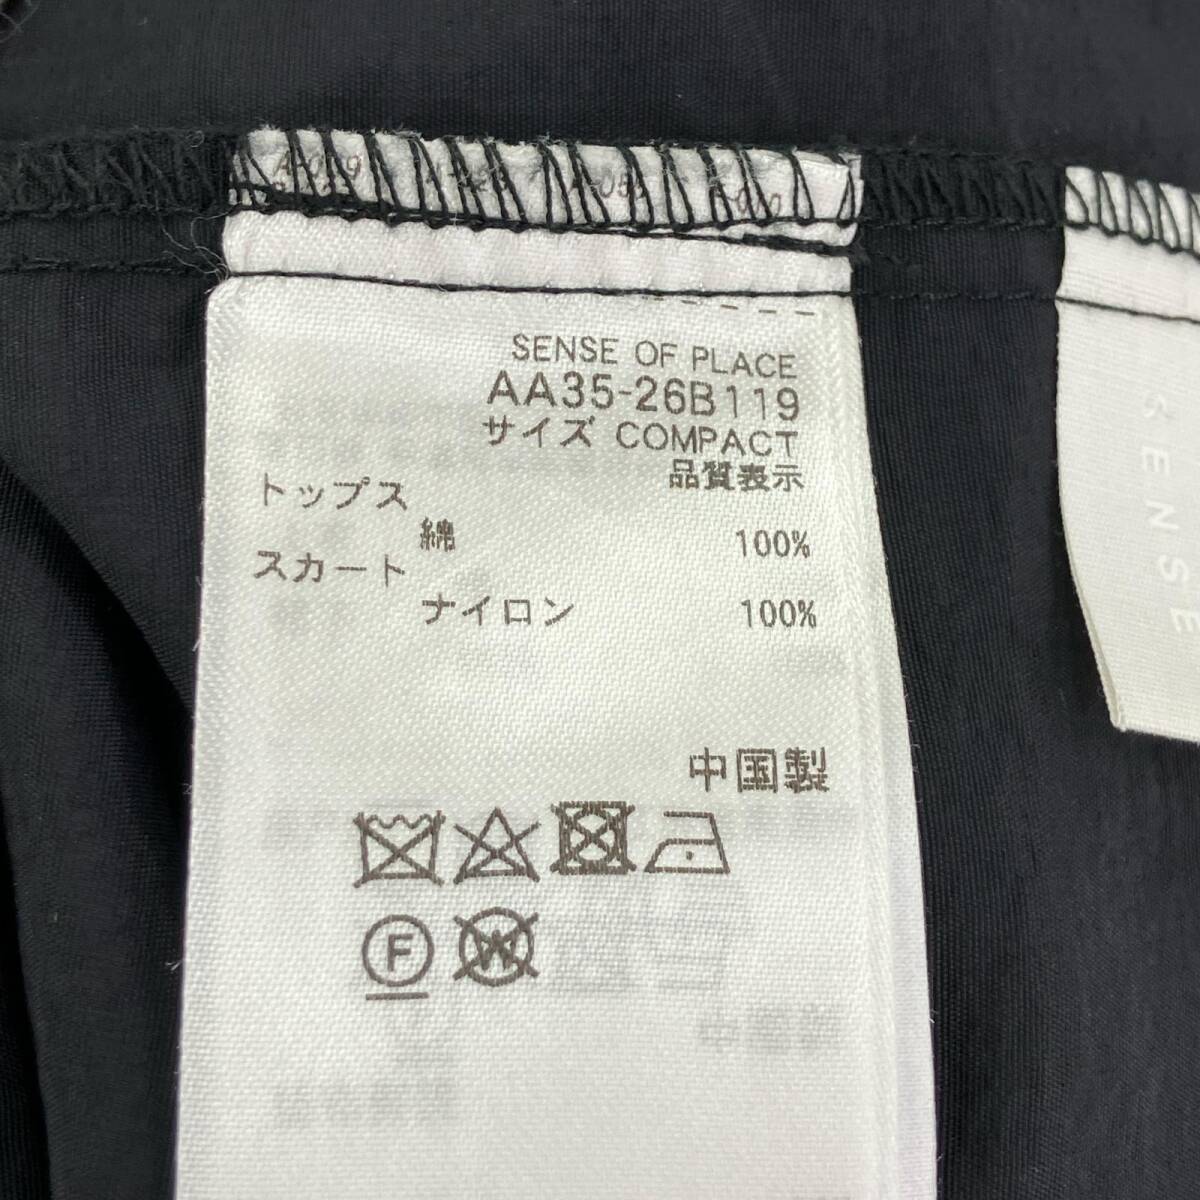 SENSE OF PLACE
AA35-26B119
サイズ COMPACT
品質表示
トップス
綿 100%
スカート
ナイロン 100%
中国製
F
W
SENSE